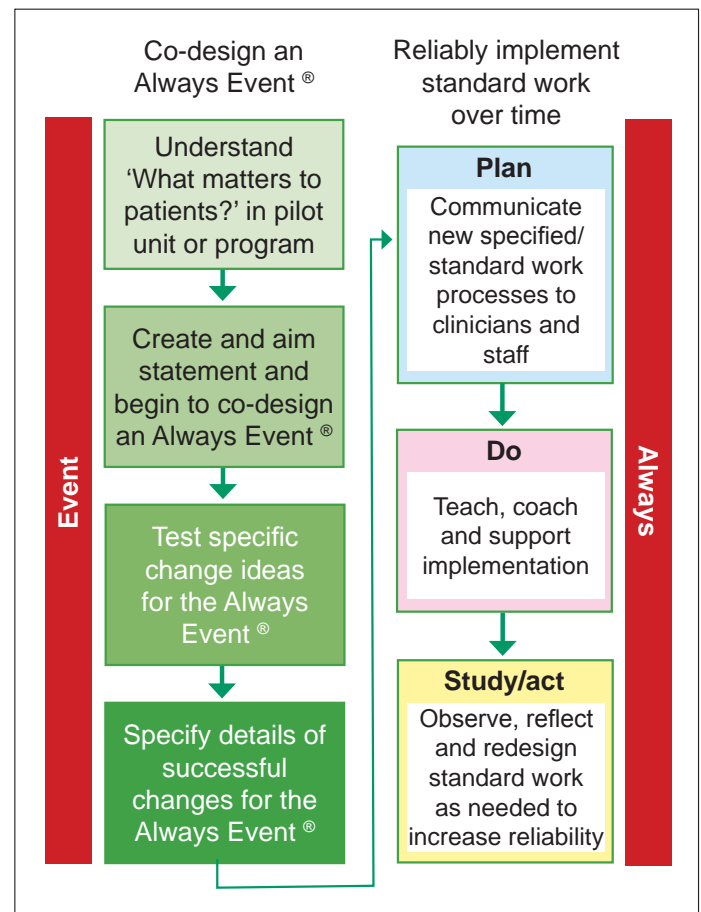 Co-design an
Always Event ®
Event
Understand
‘What matters to
patients?’ in pilot
unit or program
Create and aim
statement and
begin to co-design
an Always Event ®
Test specific
change ideas
for the Always
Event ®
Specify details of
successful
changes for the
Always Event ®
Reliably implement
standard work
over time
Plan
Communicate
new specified/
standard work
processes to
clinicians and
staff
Do
Teach, coach
and support
implementation
Study/act
Observe, reflect
and redesign
standard work
as needed to
increase reliability
Always